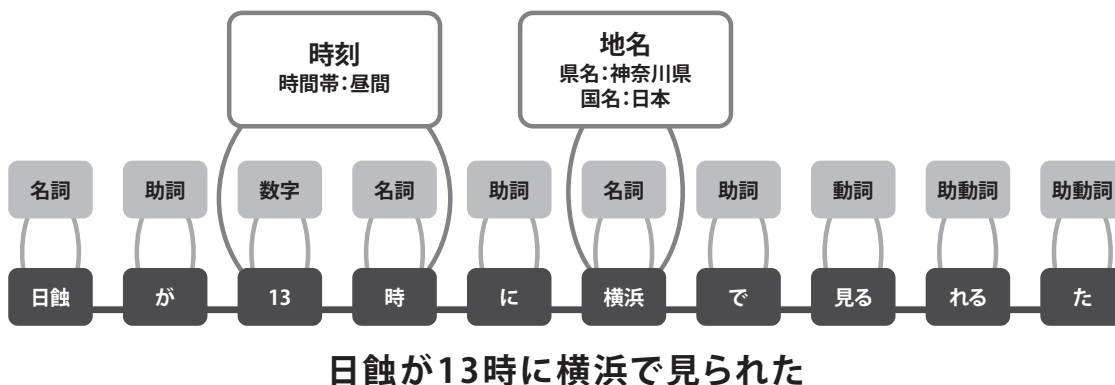 時刻
時間帯：昼間
地名
県名：神奈川県
国名：日本
名詞 助詞 数字 名詞 助詞 名詞 助詞 動詞 助動詞 助動詞
日蝕 が 13 時 に 横浜 で 見る れる た
日蝕が13時に横浜で見られた